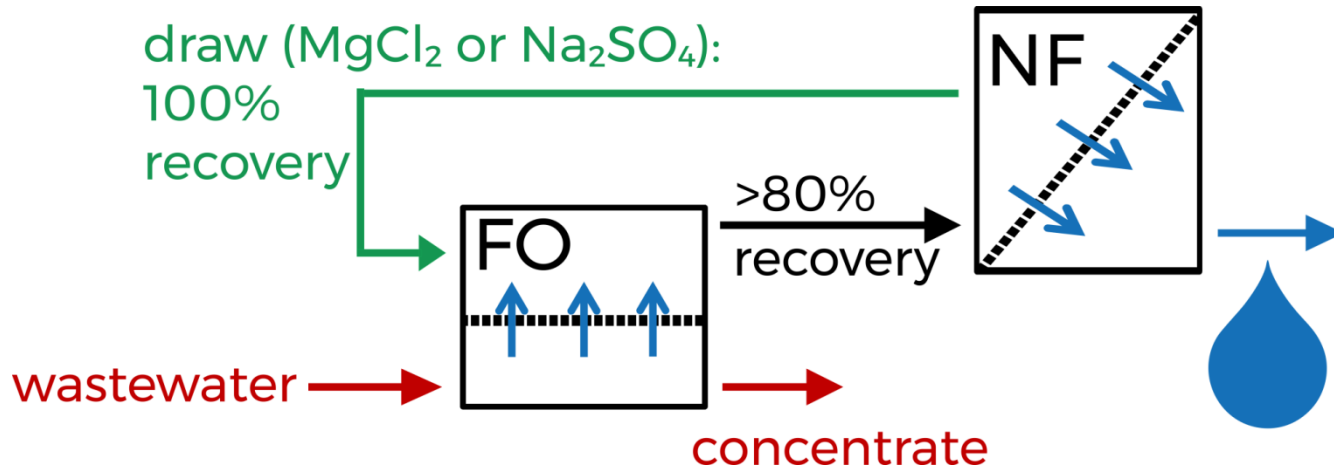 draw (MgCl₂ or Na₂SO₄):
100%
recovery
NF
>80%
recovery
FO
wastewater
concentrate